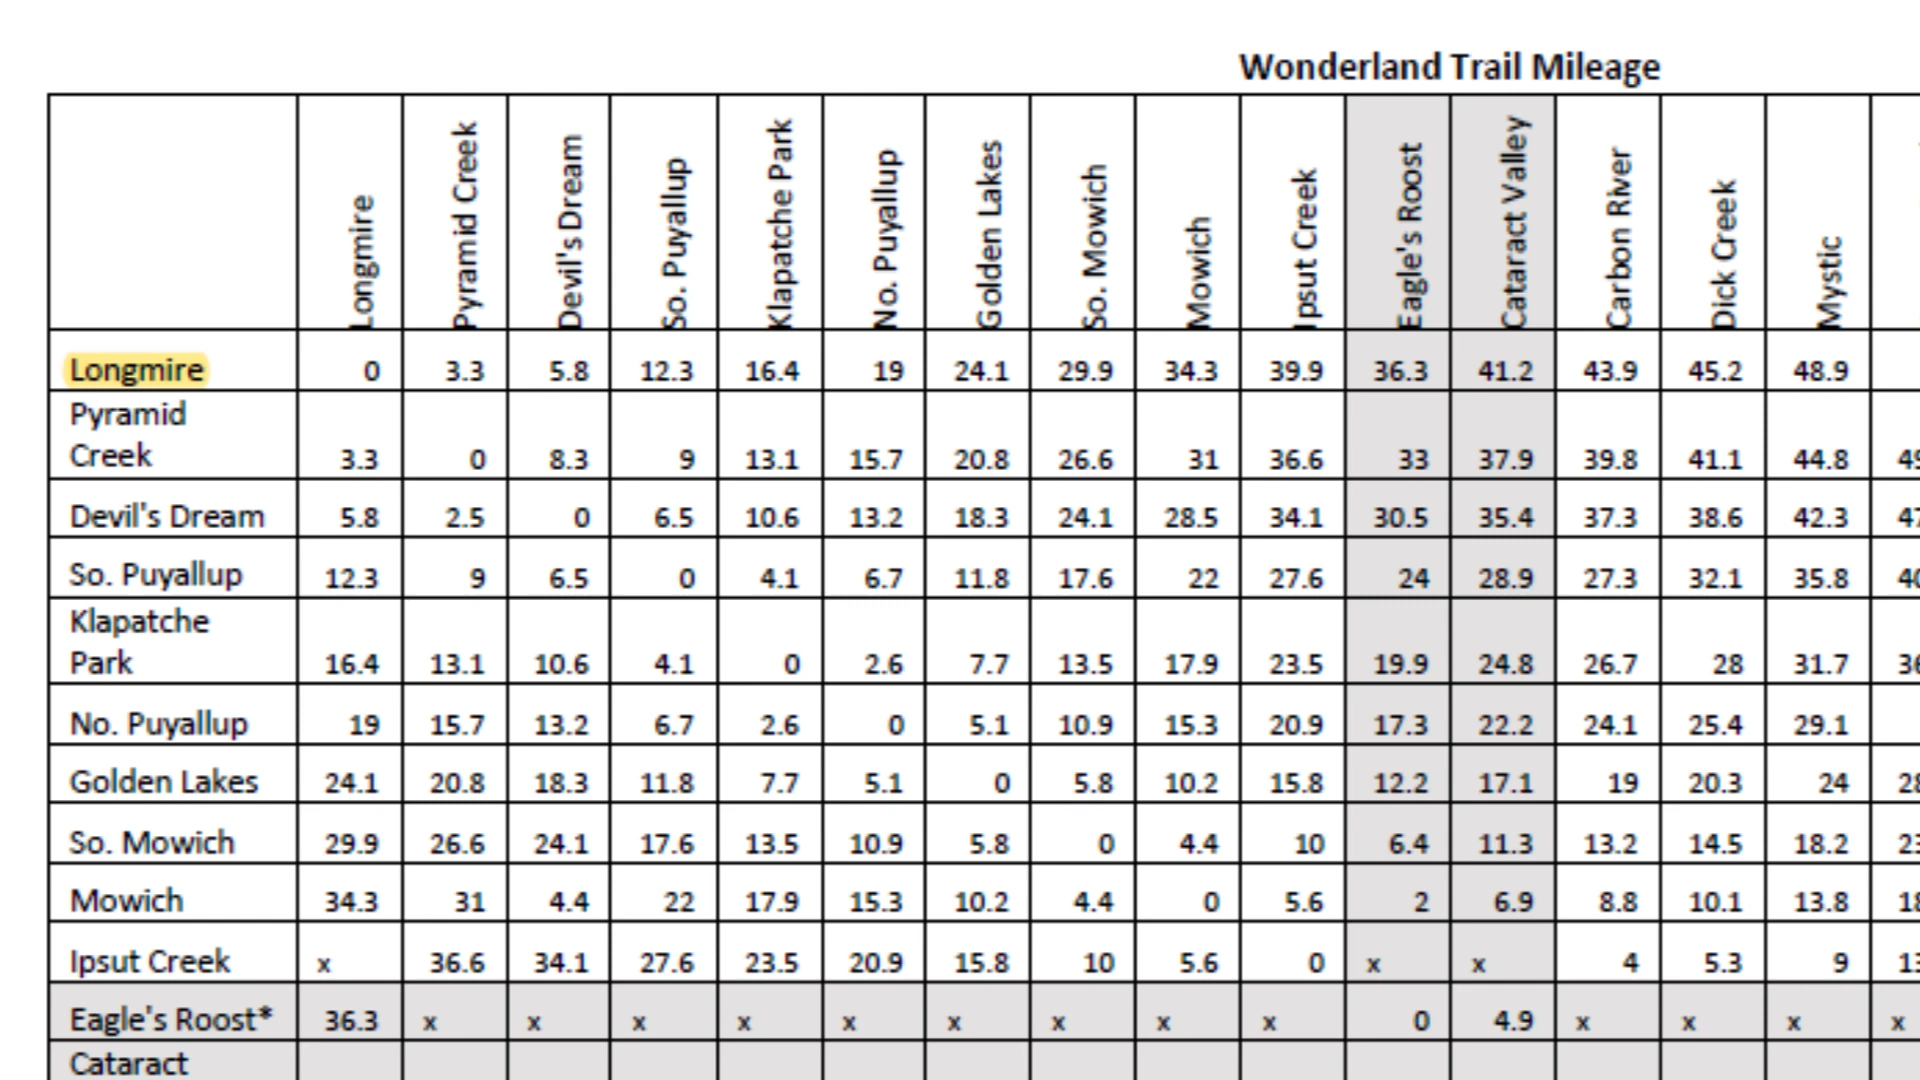 Wonderland Trail Mileage
Longmire Pyramid Creek Devil's Dream So. Puyallup Klapatche Park No. Puyallup Golden Lakes So. Mowich Mowich Ipsut Creek Eagle's Roost Cataract Valley Carbon River Dick Creek Mystic
Longmire 0 3.3 5.8 12.3 16.4 19 24.1 29.9 34.3 39.9 36.3 41.2 43.9 45.2 48.9
Pyramid
Creek 3.3 0 8.3 9 13.1 15.7 20.8 26.6 31 36.6 33 37.9 39.8 41.1 44.8
Devil's Dream 5.8 2.5 0 6.5 10.6 13.2 18.3 24.1 28.5 34.1 30.5 35.4 37.3 38.6 42.3
So. Puyallup 12.3 9 6.5 0 4.1 6.7 11.8 17.6 22 27.6 24 28.9 27.3 32.1 35.8
Klapatche
Park 16.4 13.1 10.6 4.1 0 2.6 7.7 13.5 17.9 23.5 19.9 24.8 26.7 28 31.7
No. Puyallup 19 15.7 13.2 6.7 2.6 0 5.1 10.9 15.3 20.9 17.3 22.2 24.1 25.4 29.1
Golden Lakes 24.1 20.8 18.3 11.8 7.7 5.1 0 5.8 10.2 15.8 12.2 17.1 19 20.3 24
So. Mowich 29.9 26.6 24.1 17.6 13.5 10.9 5.8 0 4.4 10 6.4 11.3 13.2 14.5 18.2
Mowich 34.3 31 4.4 22 17.9 15.3 10.2 4.4 0 5.6 2 6.9 8.8 10.1 13.8
Ipsut Creek x 36.6 34.1 27.6 23.5 20.9 15.8 10 5.6 0 x x 4 5.3 9
Eagle's Roost* 36.3 x x x x x x x x x 0 4.9 x x x x
Cataract